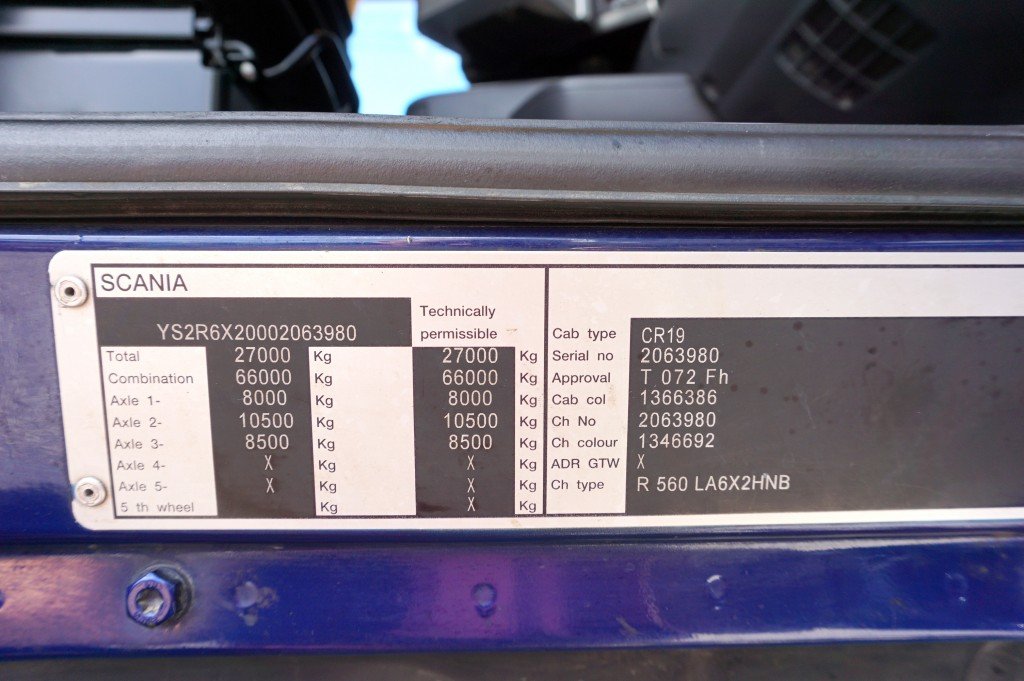 SCANIA
Technically
permissible
YS2R6X20002063980
Total 27000 Kg 27000 Kg
Combination 66000 Kg 66000 Kg
Axle 1- 8000 Kg 8000 Kg
Axle 2- 10500 Kg 10500 Kg
Axle 3- 8500 Kg 8500 Kg
Axle 4- X Kg X Kg
Axle 5- X Kg X Kg
5 th wheel Kg X Kg
Cab type CR19
Serial no 2063980
Approval T 072 Fh
Cab col 1366386
Ch No 2063980
Ch colour 1346692
ADR GTW X
Ch type R 560 LA6X2HNB